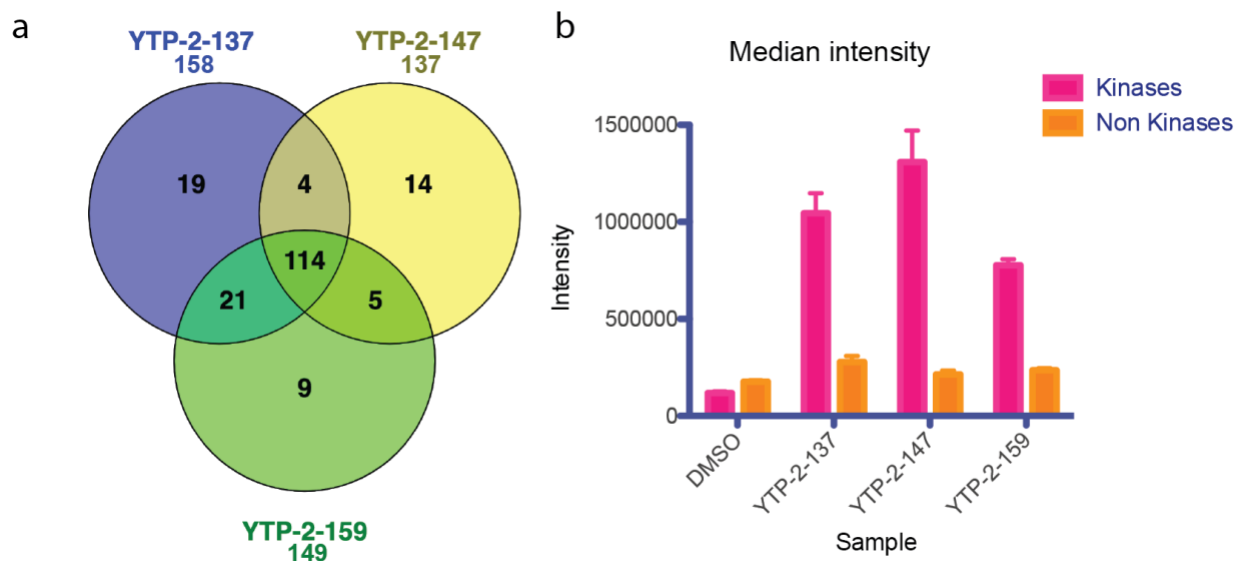 a
YTP-2-137
158
YTP-2-147
137
19
4
14
114
21
5
9
YTP-2-159
149
b
Median intensity
Kinases
Non Kinases
1500000
1000000
500000
0
Intensity
DMSO
YTP-2-137
YTP-2-147
YTP-2-159
Sample